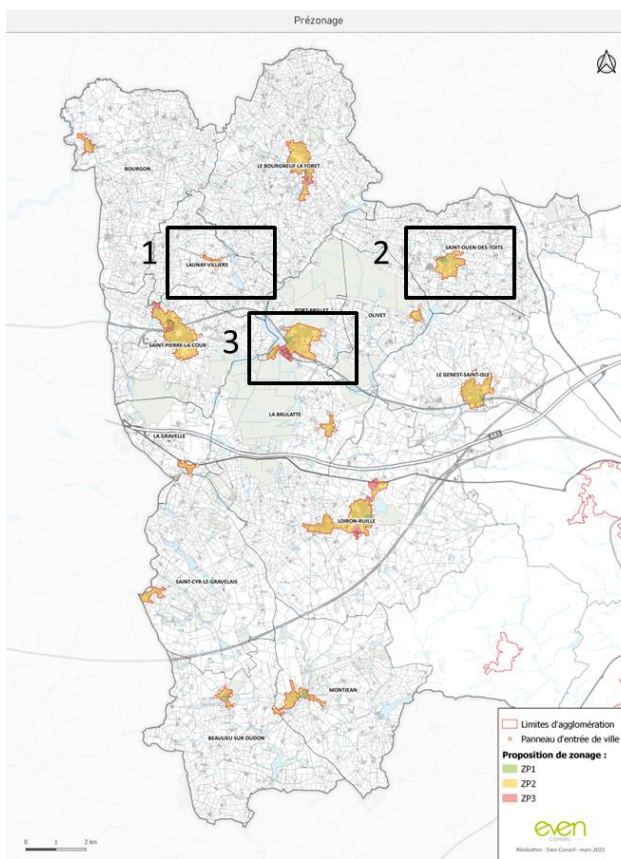 Prézonage
BOURGON
LE BOURGNEUF LA FORET
1
LAUNAY-VILLIERS
2
SAINT-OUEN-DES-TOITS
PORT-BRILLET
OLIVET
3
SAINT-PIERRE-LA-COUR
LE GENEST-SAINT-ISLE
LA BRULATTE
LA GRAVELLE
LOIRON-RUILLE
SAINT-CYR-LE-GRAVELAIS
MONTJEAN
BEAULIEU SUR OUDON
Limites d'agglomération
Panneau d'entrée de ville
Proposition de zonage :
ZP1
ZP2
ZP3
even
CONSEIL
Réalisation : Even Conseil - mars 2021
0 1 2 km